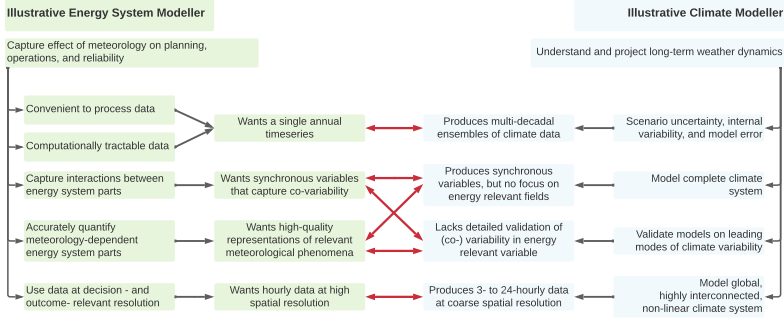 Illustrative Energy System Modeller
Illustrative Climate Modeller
Capture effect of meteorology on planning,
operations, and reliability
Understand and project long-term weather dynamics
Convenient to process data
Computationally tractable data
Wants a single annual
timeseries
Produces multi-decadal
ensembles of climate data
Scenario uncertainty, internal
variability, and model error
Capture interactions between
energy system parts
Wants synchronous variables
that capture co-variability
Produces synchronous
variables, but no focus on
energy relevant fields
Model complete climate
system
Accurately quantify
meteorology-dependent
energy system parts
Wants high-quality
representations of relevant
meteorological phenomena
Lacks detailed validation of
(co-) variability in energy
relevant variable
Validate models on leading
modes of climate variability
Use data at decision - and
outcome- relevant resolution
Wants hourly data at high
spatial resolution
Produces 3- to 24-hourly data
at coarse spatial resolution
Model global,
highly interconnected,
non-linear climate system